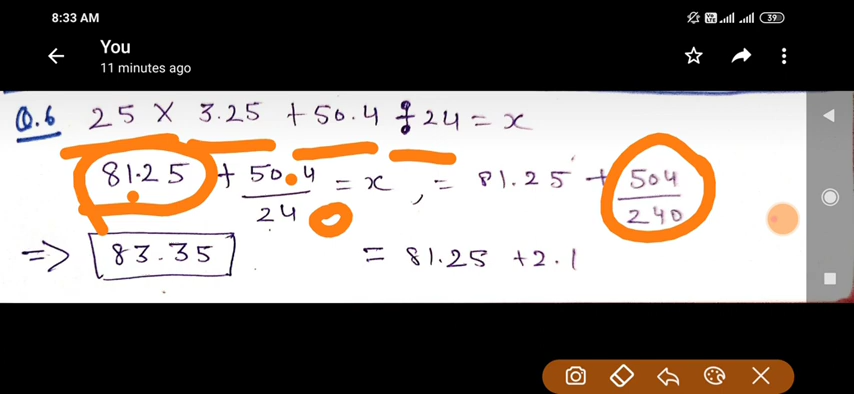 8:33 AM
39
You
11 minutes ago
Q.6 25 × 3.25 + 50.4 ÷ 24 = x
81.25 + 50.4/24 = x , = 81.25 + 504/240
=> 83.35 = 81.25 + 2.1